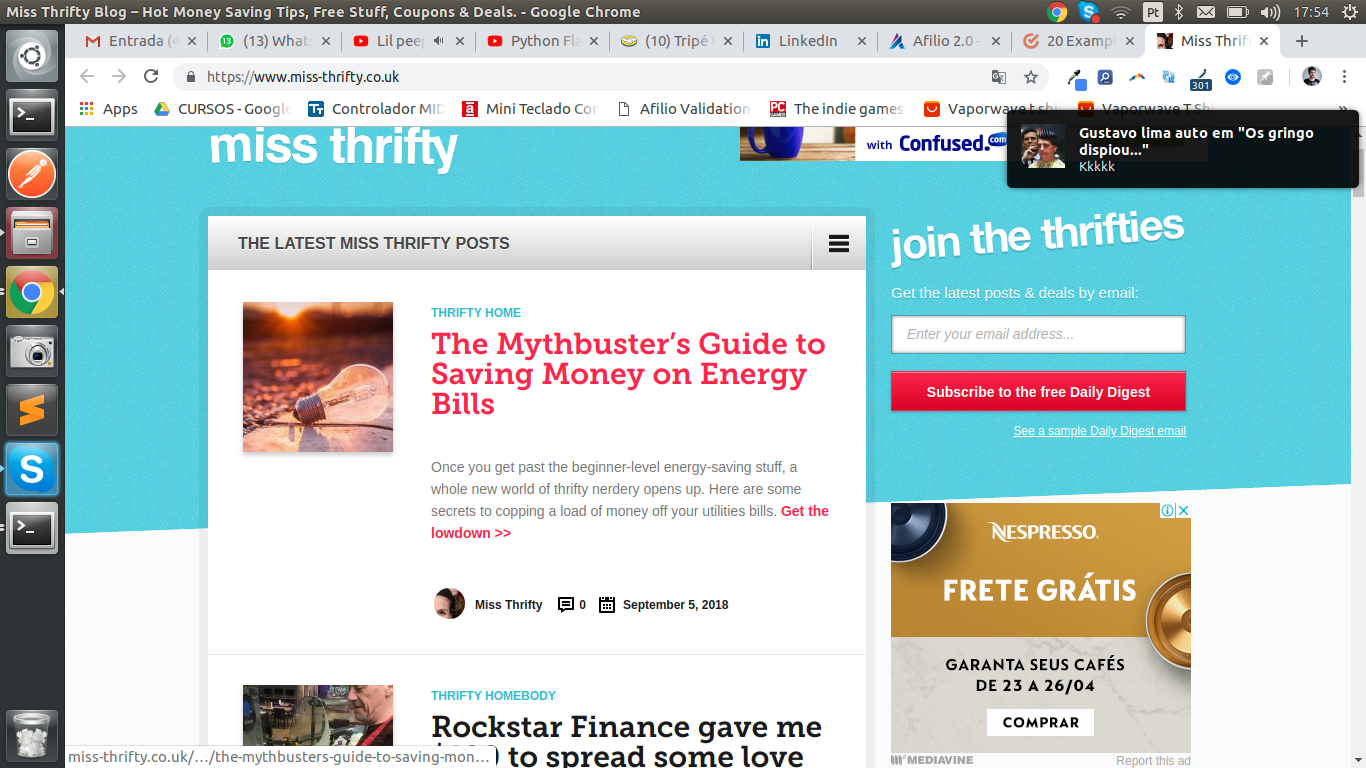 Miss Thrifty Blog – Hot Money Saving Tips, Free Stuff, Coupons & Deals. - Google Chrome
Pt
17:54
Entrada (4
(13) Whats
Lil peep
Python Fla
(10) Tripé
LinkedIn
Afilio 2.0 -
20 Exampl
Miss Thrif
https://www.miss-thrifty.co.uk
301
Apps
CURSOS - Google
Controlador MID
Mini Teclado Con
Afilio Validation
The indie games
Vaporwave t shi
Vaporwave T Shi
»
Gustavo lima auto em "Os gringo
dispiou..."
Kkkkk
miss thrifty
with Confused.com
THE LATEST MISS THRIFTY POSTS
THRIFTY HOME
The Mythbuster's Guide to
Saving Money on Energy
Bills
Once you get past the beginner-level energy-saving stuff, a
whole new world of thrifty nerdery opens up. Here are some
secrets to copping a load of money off your utilities bills. Get the
lowdown >>
Miss Thrifty 0 September 5, 2018
THRIFTY HOMEBODY
Rockstar Finance gave me
to spread some love
miss-thrifty.co.uk/…/the-mythbusters-guide-to-saving-mon…
join the thrifties
Get the latest posts & deals by email:
Enter your email address...
Subscribe to the free Daily Digest
See a sample Daily Digest email
NESPRESSO.
FRETE GRÁTIS
GARANTA SEUS CAFÉS
DE 23 A 26/04
COMPRAR
MEDIAVINE
Report this ad